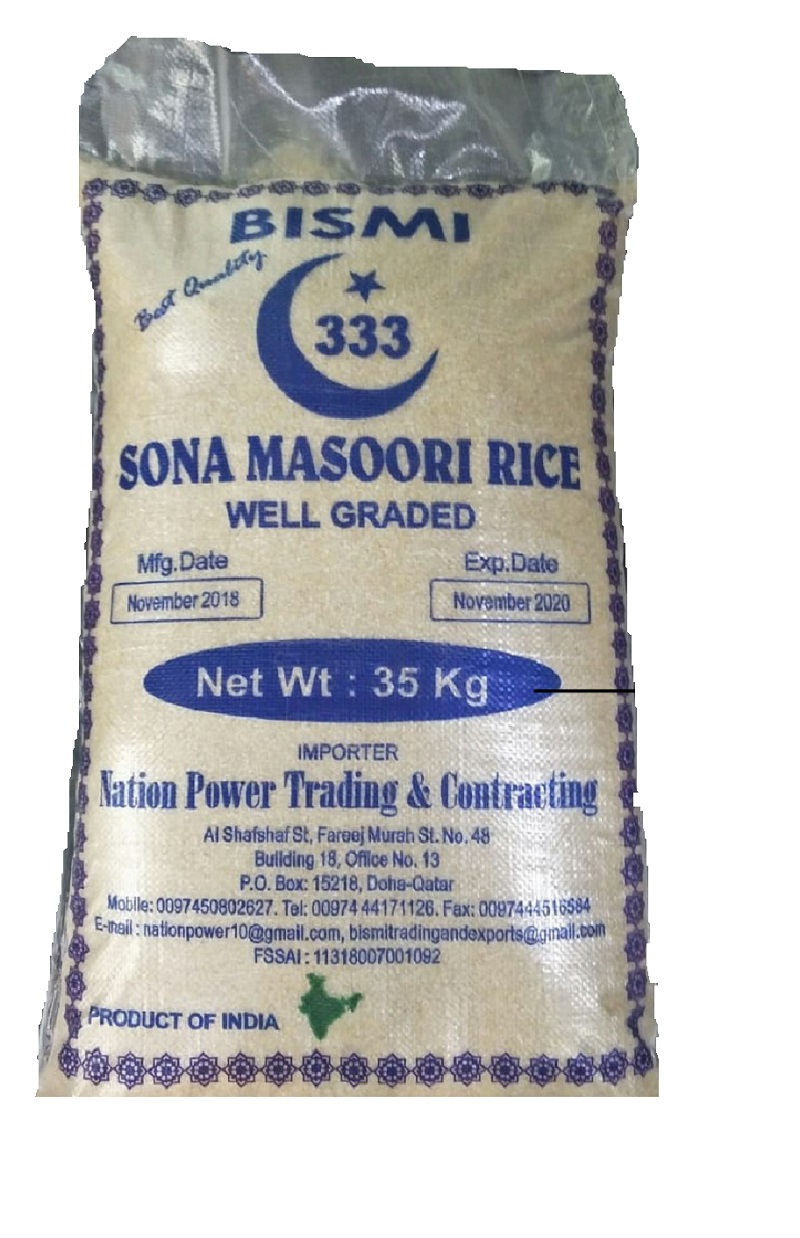 BISMI
Best Quality
333
SONA MASOORI RICE
WELL GRADED
Mfg.Date Exp.Date
November 2018 November 2020
Net Wt : 35 Kg
IMPORTER
Nation Power Trading & Contracting
Al Shafshaf St, Fareej Murah St. No. 48
Building 18, Office No. 13
P.O. Box: 15218, Doha-Qatar
Mobile: 0097450802627. Tel: 00974 44171126. Fax: 0097444516584
E-mail : nationpower10@gmail.com, bismitradingandexports@gmail.com
FSSAI : 11318007001092
PRODUCT OF INDIA